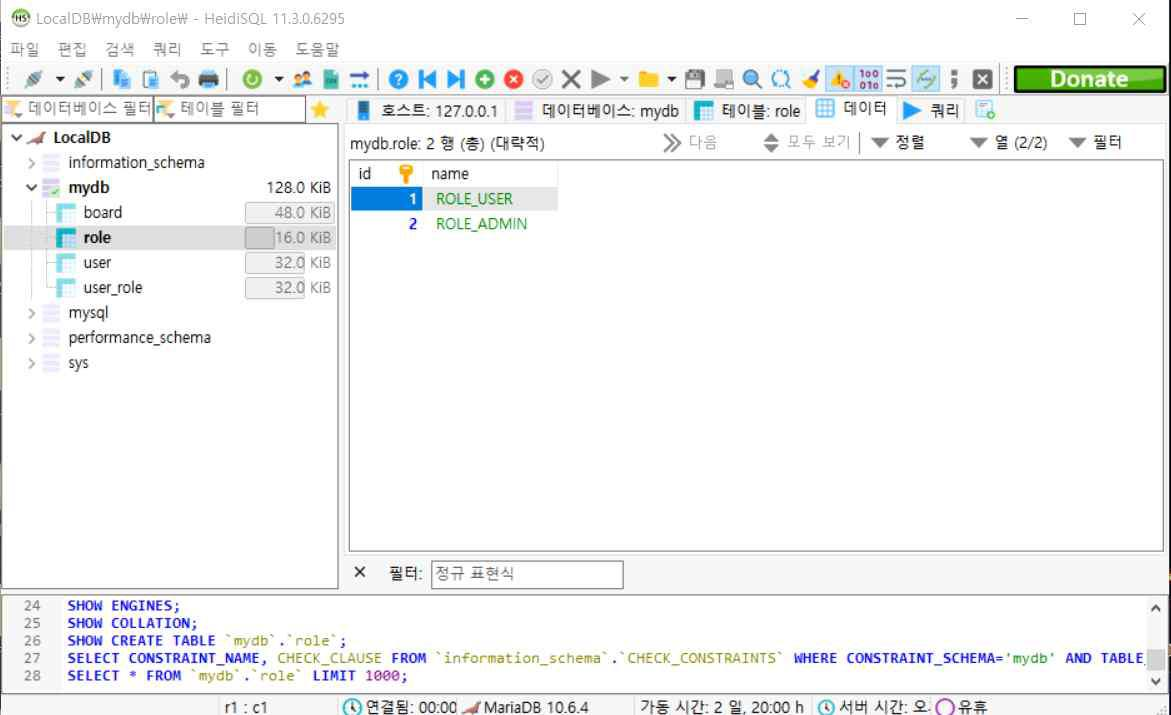 LocalDB₩mydb₩role₩ - HeidiSQL 11.3.0.6295
파일 편집 검색 쿼리 도구 이동 도움말
Donate
데이터베이스 필터 테이블 필터
호스트: 127.0.0.1 데이터베이스: mydb 테이블: role 데이터 쿼리
LocalDB
information_schema
mydb 128.0 KiB
board 48.0 KiB
role 16.0 KiB
user 32.0 KiB
user_role 32.0 KiB
mysql
performance_schema
sys
mydb.role: 2 행 (총) (대략적) 다음 모두 보기 정렬 열 (2/2) 필터
id name
1 ROLE_USER
2 ROLE_ADMIN
필터: 정규 표현식
24 SHOW ENGINES;
25 SHOW COLLATION;
26 SHOW CREATE TABLE `mydb`.`role`;
27 SELECT CONSTRAINT_NAME, CHECK_CLAUSE FROM `information_schema`.`CHECK_CONSTRAINTS` WHERE CONSTRAINT_SCHEMA='mydb' AND TABLE_
28 SELECT * FROM `mydb`.`role` LIMIT 1000;
r1 : c1 연결됨: 00:00 MariaDB 10.6.4 가동 시간: 2 일, 20:00 h 서버 시간: 오 유휴